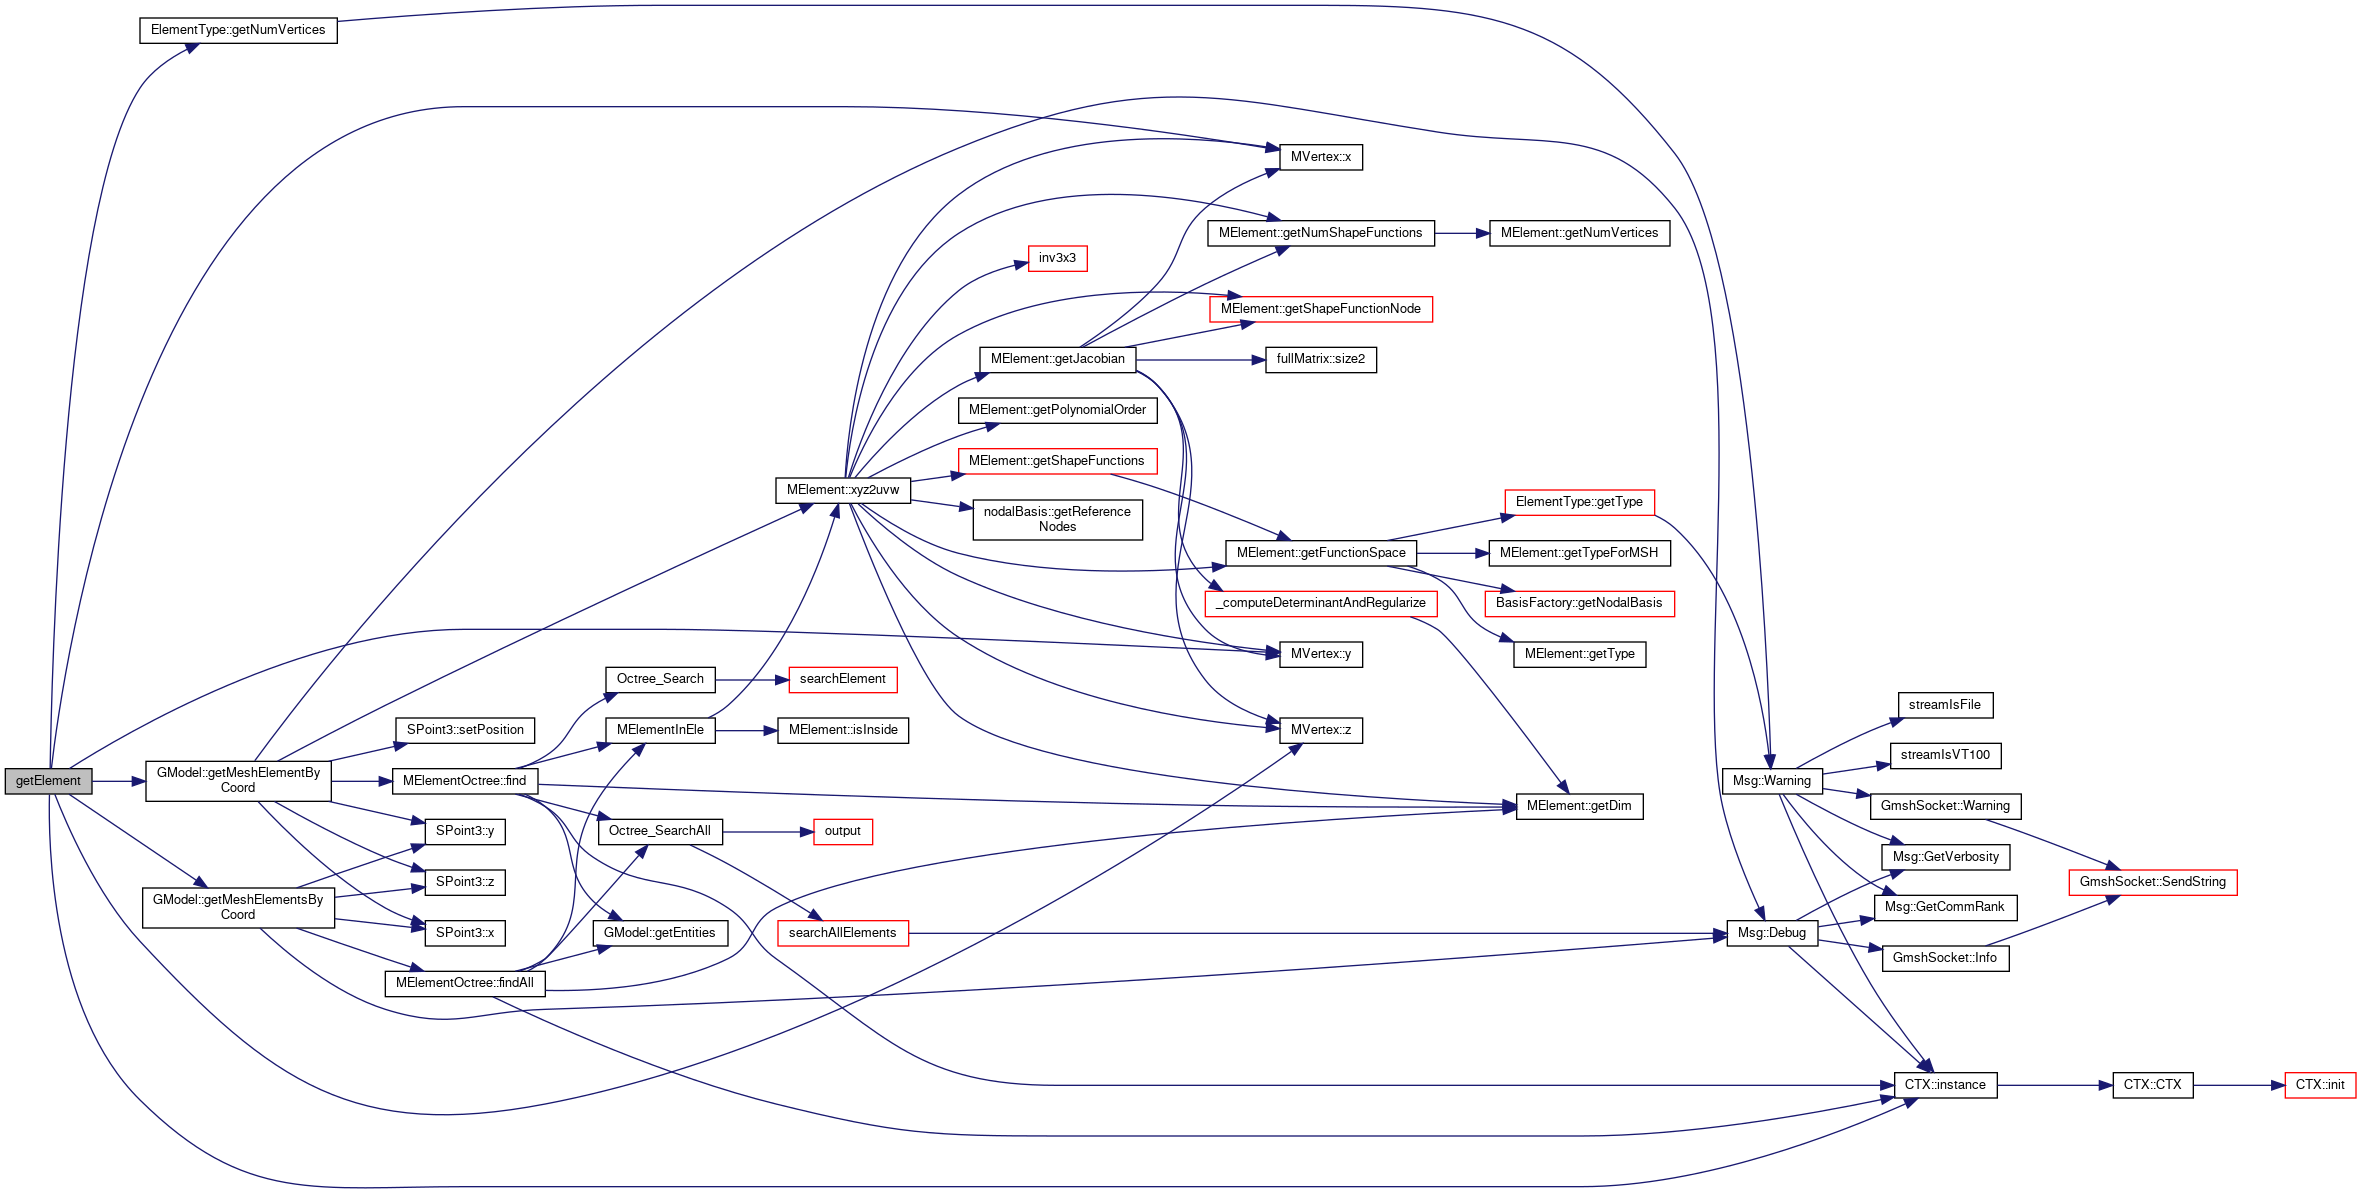 ElementType::getNumVertices
MVertex::x
MElement::getNumShapeFunctions
MElement::getNumVertices
inv3x3
MElement::getShapeFunctionNode
MElement::getJacobian
fullMatrix::size2
MElement::getPolynomialOrder
MElement::getShapeFunctions
MElement::xyz2uvw
nodalBasis::getReference
Nodes
ElementType::getType
MElement::getFunctionSpace
MElement::getTypeForMSH
_computeDeterminantAndRegularize
BasisFactory::getNodalBasis
MVertex::y
MElement::getType
Octree_Search
searchElement
streamIsFile
SPoint3::setPosition
MElementInEle
MElement::isInside
MVertex::z
streamIsVT100
getElement
GModel::getMeshElementBy
Coord
MElementOctree::find
Msg::Warning
MElement::getDim
GmshSocket::Warning
SPoint3::y
Octree_SearchAll
output
Msg::GetVerbosity
SPoint3::z
GmshSocket::SendString
GModel::getMeshElementsBy
Coord
Msg::GetCommRank
SPoint3::x
GModel::getEntities
searchAllElements
Msg::Debug
GmshSocket::Info
MElementOctree::findAll
CTX::instance
CTX::CTX
CTX::init